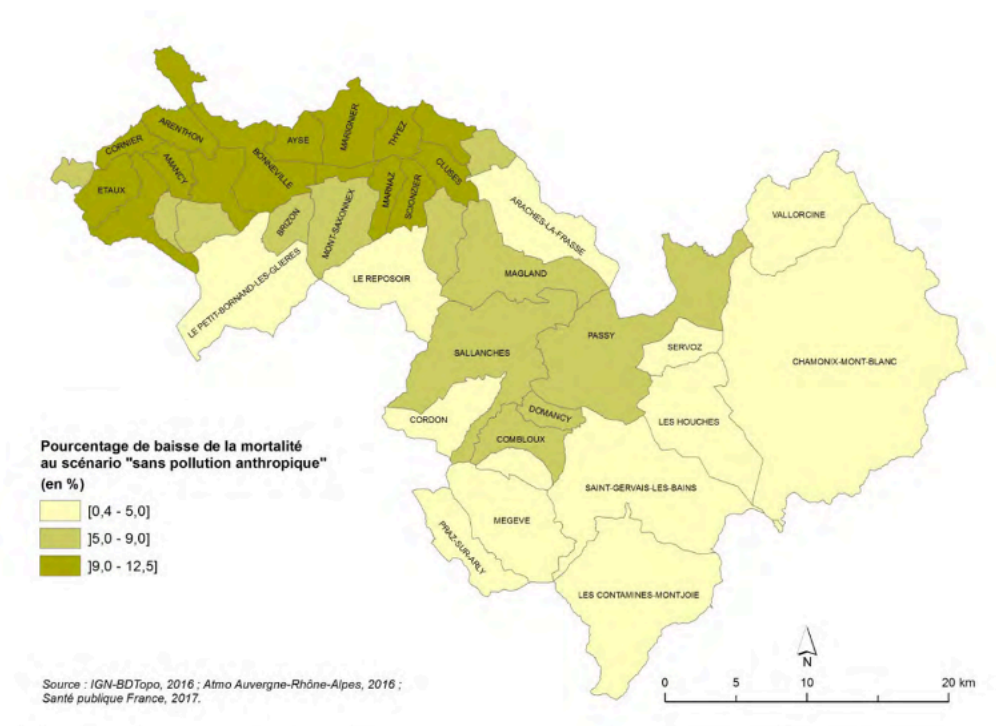 CORNIER
ARENTHON
AYSE
MARIGNIER
THYEZ
ETAUX
AMANCY
BONNEVILLE
MARNAZ
SCIONZIER
CLUSES
BRIZON
MONT-SAXONNEX
ARACHES-LA-FRASSE
VALLORCINE
LE PETIT-BORNAND-LES-GLIERES
LE REPOSOIR
MAGLAND
PASSY
SERVOZ
CHAMONIX-MONT-BLANC
SALLANCHES
CORDON
DOMANCY
COMBLOUX
LES HOUCHES
SAINT-GERVAIS-LES-BAINS
MEGEVE
PRAZ-SUR-ARLY
LES CONTAMINES-MONTJOIE
Pourcentage de baisse de la mortalité
au scénario "sans pollution anthropique"
(en %)
[0,4 - 5,0]
]5,0 - 9,0]
]9,0 - 12,5]
N
0 5 10 20 km
Source : IGN-BDTopo, 2016 ; Atmo Auvergne-Rhône-Alpes, 2016 ;
Santé publique France, 2017.